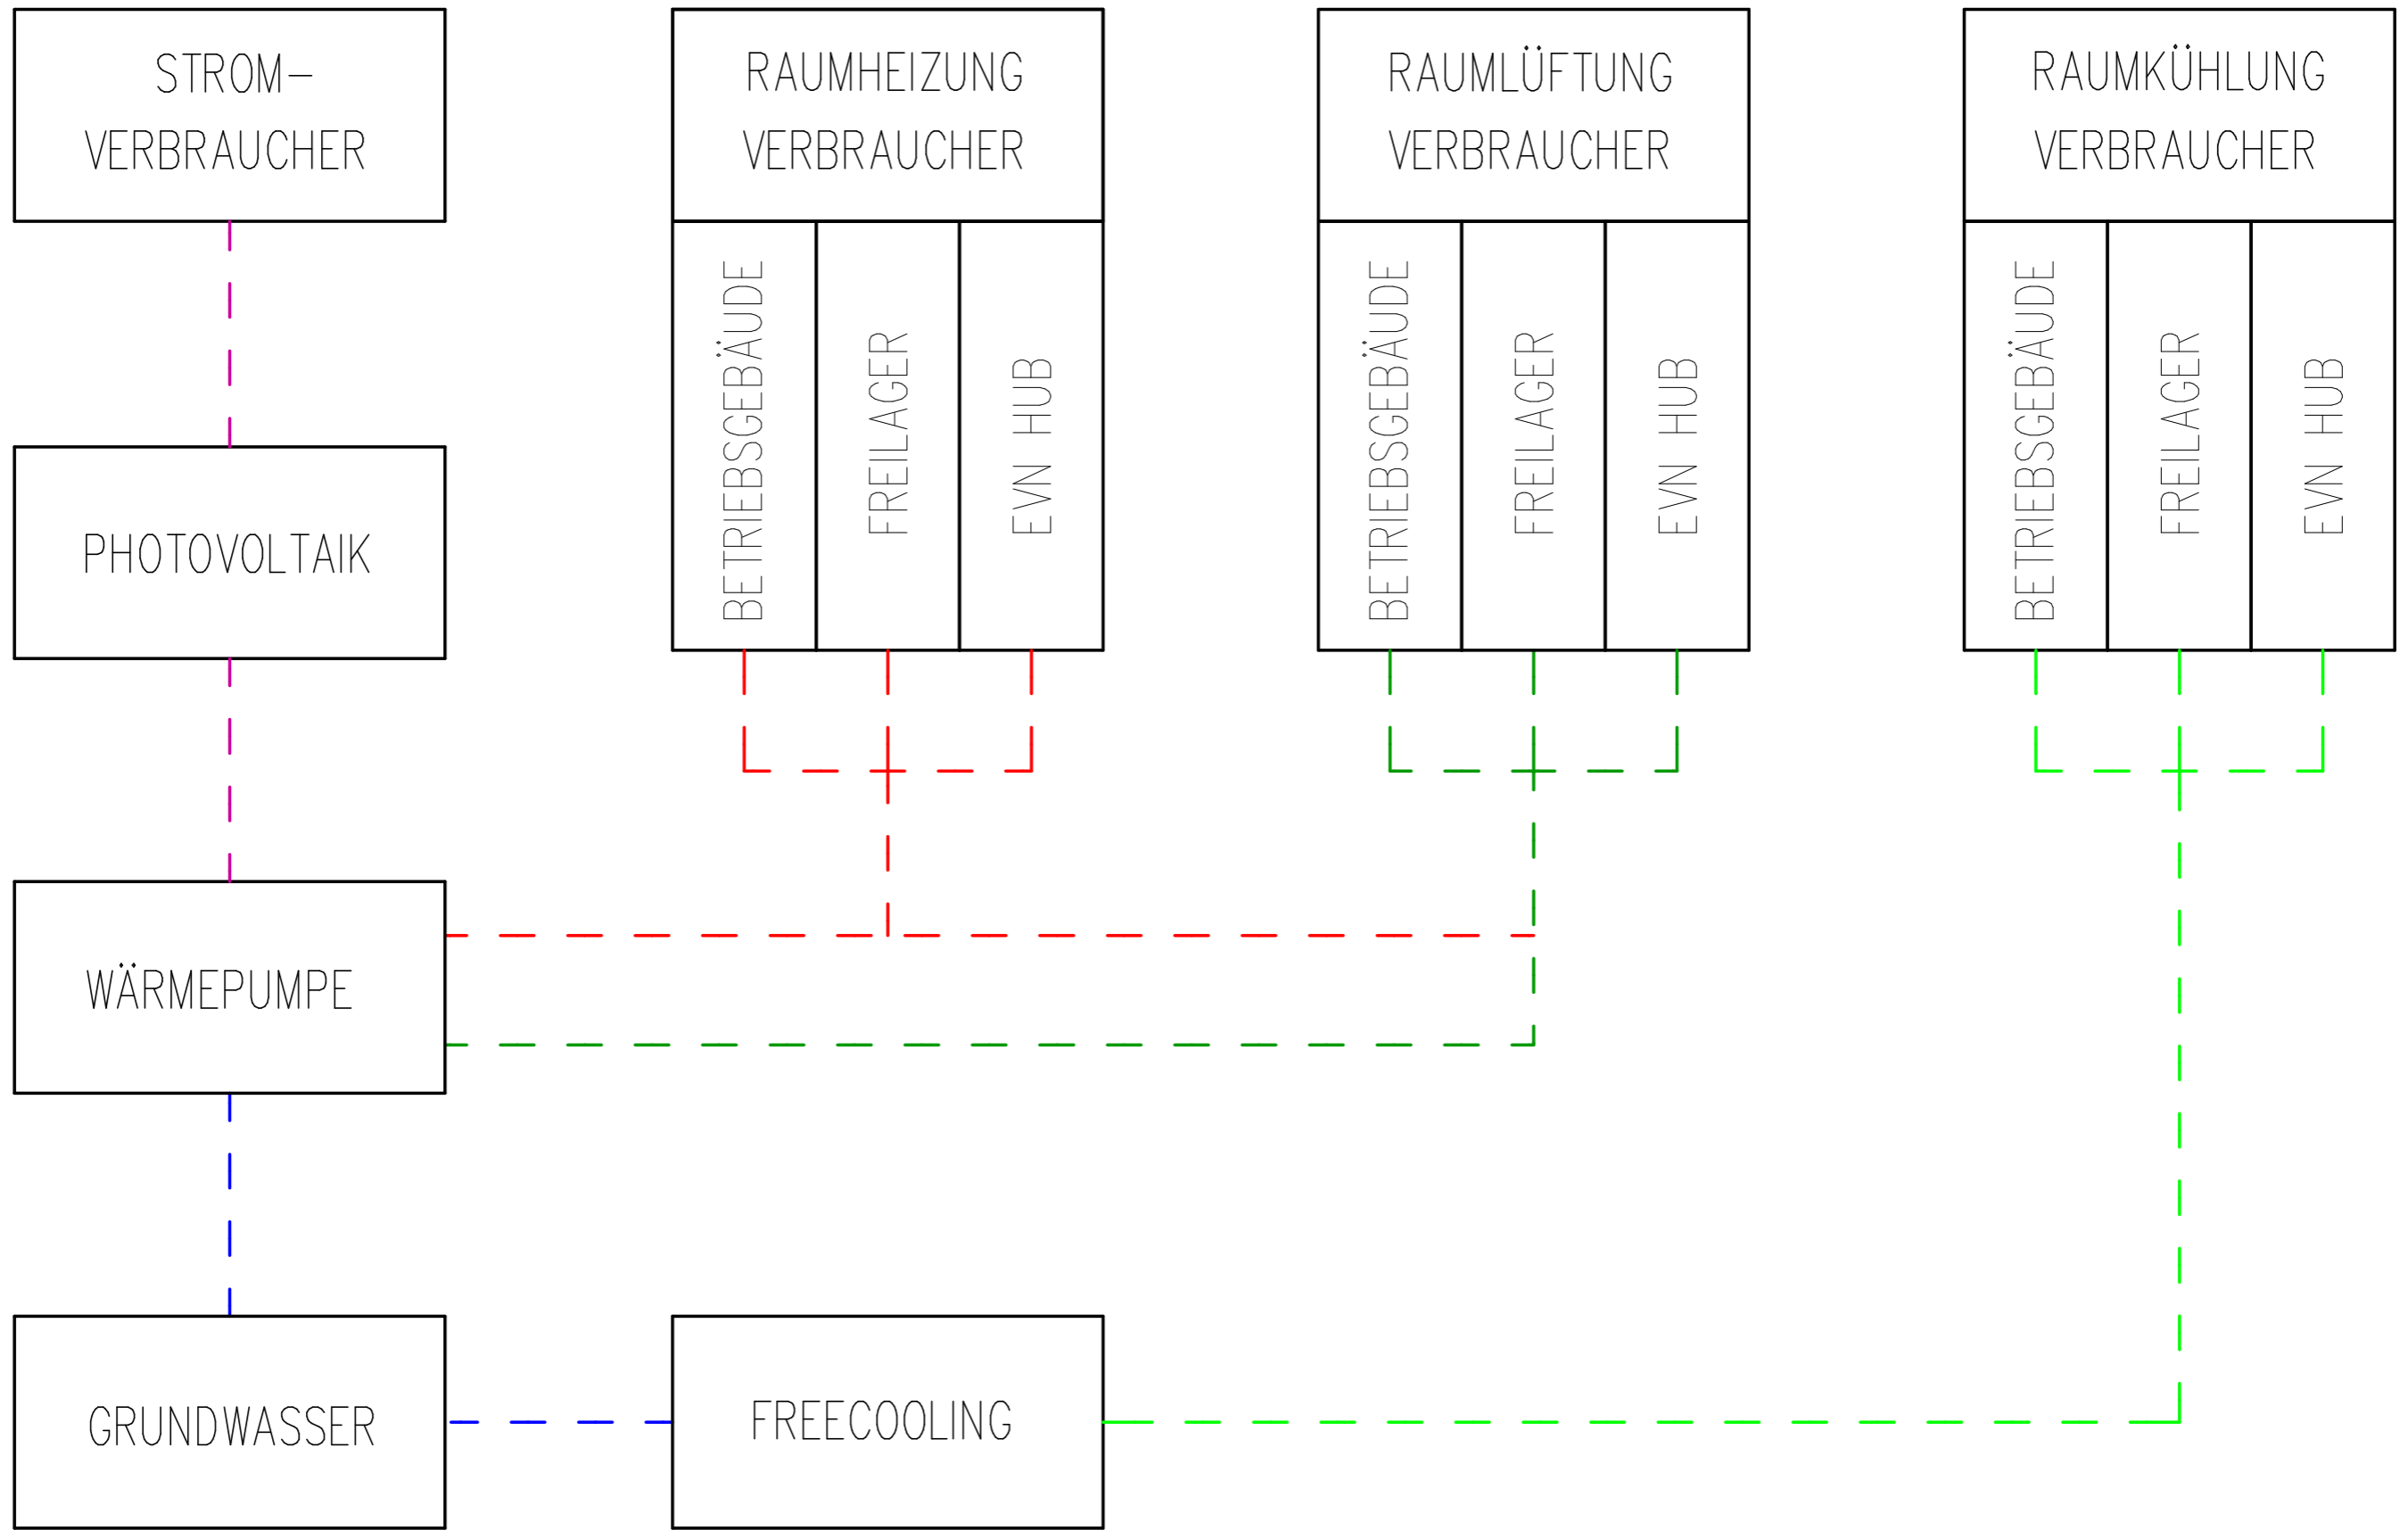 STROM-
VERBRAUCHER
RAUMHEIZUNG
VERBRAUCHER
RAUMLÜFTUNG
VERBRAUCHER
RAUMKÜHLUNG
VERBRAUCHER
BETRIEBSGEBÄUDE
FREILAGER
EVN HUB
BETRIEBSGEBÄUDE
FREILAGER
EVN HUB
BETRIEBSGEBÄUDE
FREILAGER
EVN HUB
PHOTOVOLTAIK
WÄRMEPUMPE
GRUNDWASSER
FREECOOLING